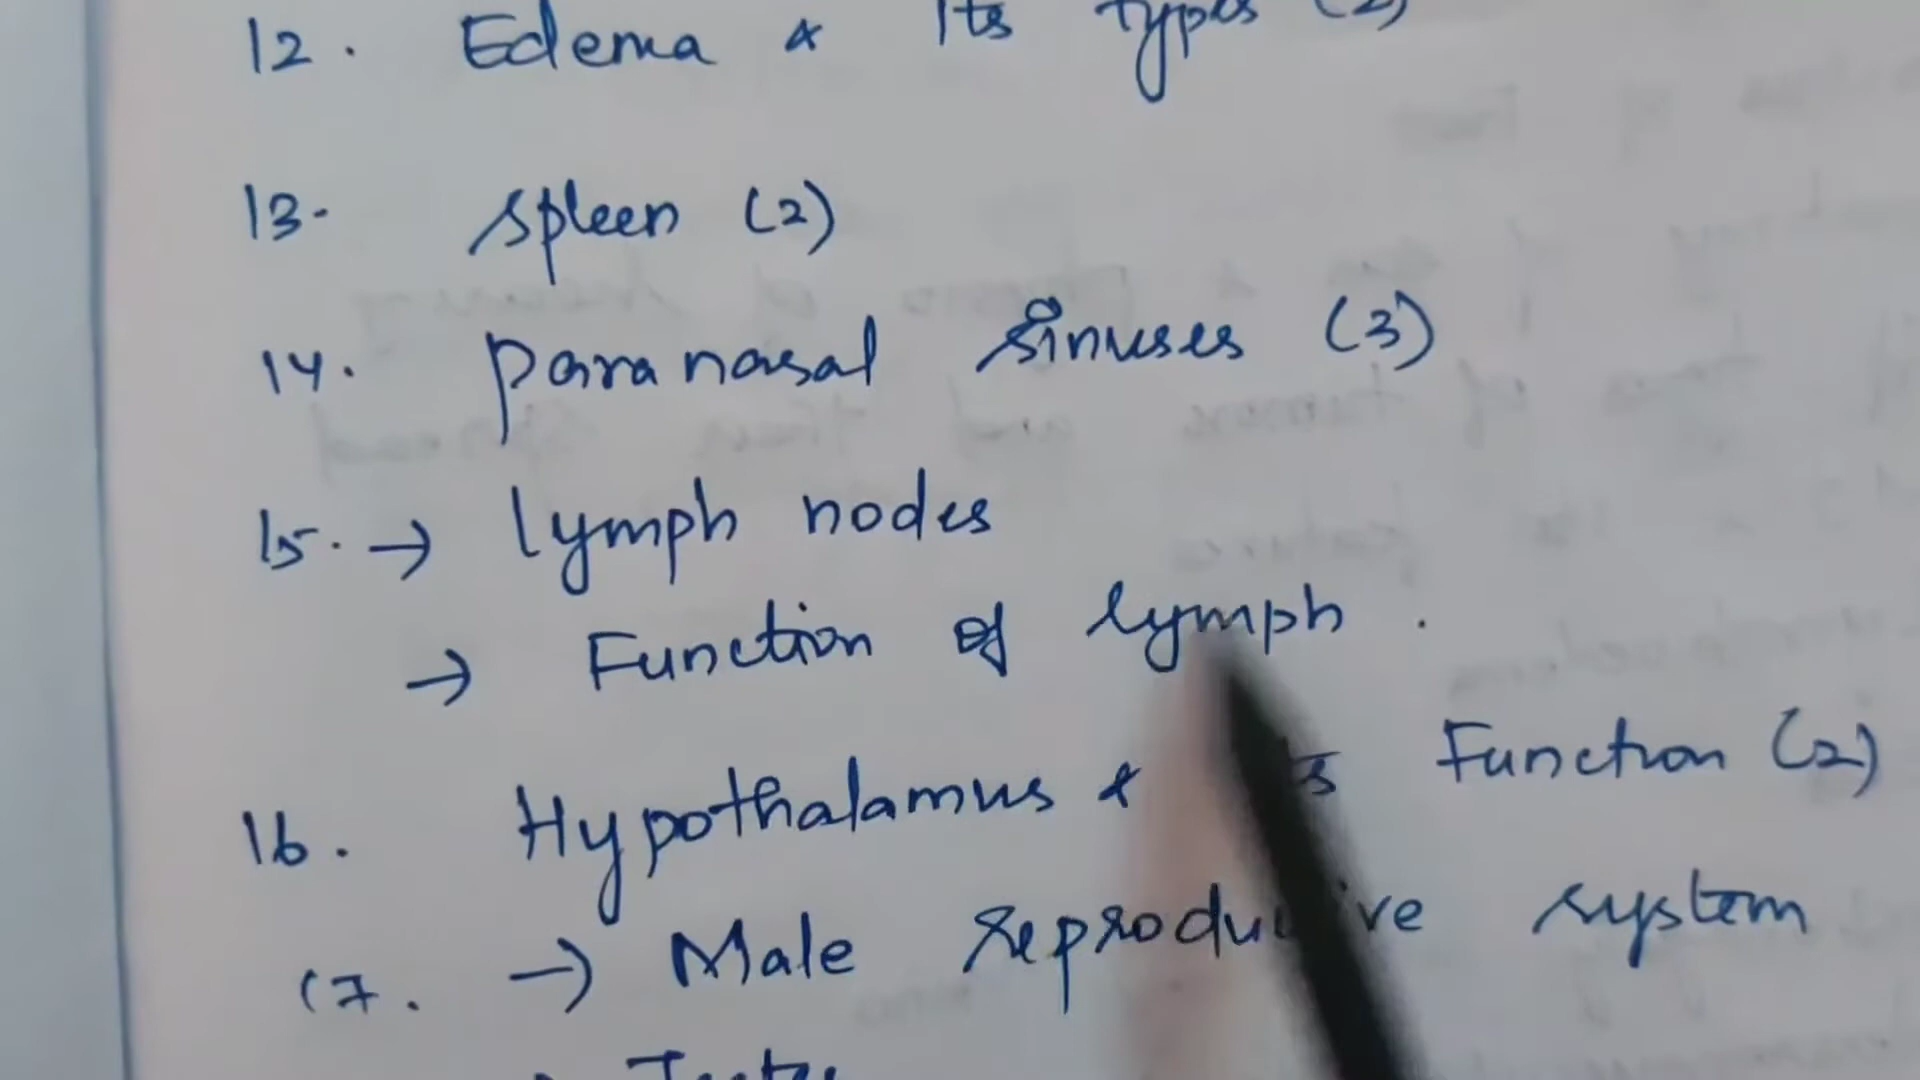 12. Edema & Its types (2)
13. Spleen (2)
14. Paranasal Sinuses (3)
15. → Lymph nodes
→ Function of lymph.
16. Hypothalamus & Function (2)
17. → Male reproductive system